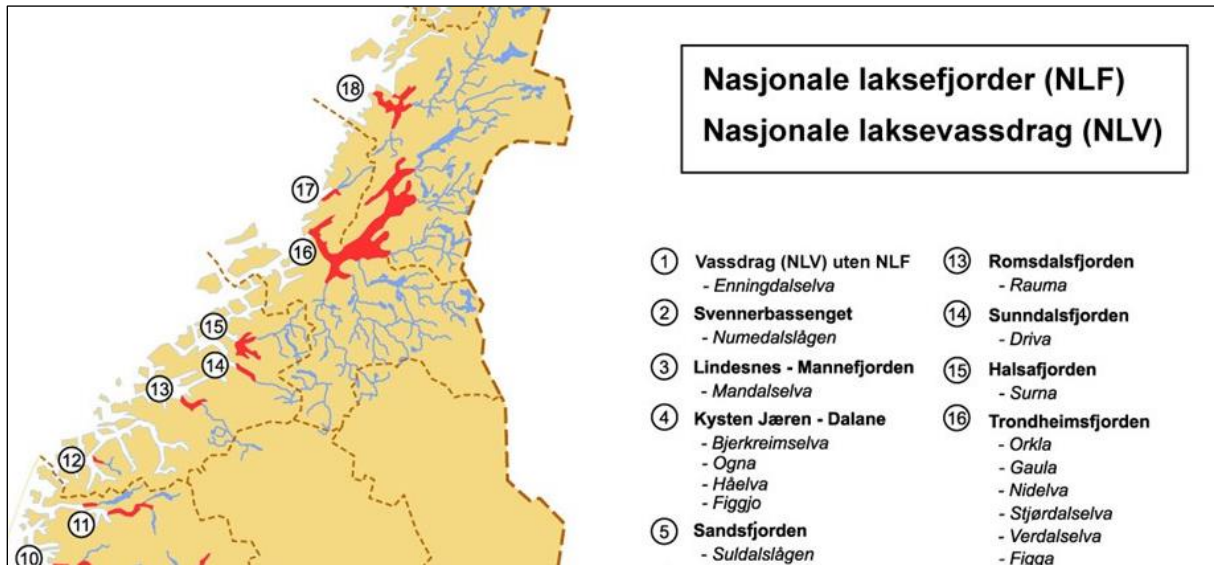 Nasjonale laksefjorder (NLF)
Nasjonale laksevassdrag (NLV)
18
17
16
15
14
13
12
11
10
1 Vassdrag (NLV) uten NLF
- Enningdalselva
2 Svennerbassenget
- Numedalslågen
3 Lindesnes - Mannefjorden
- Mandalselva
4 Kysten Jæren - Dalane
- Bjerkreimselva
- Ogna
- Håelva
- Figgjo
5 Sandsfjorden
- Suldalslågen
13 Romsdalsfjorden
- Rauma
14 Sunndalsfjorden
- Driva
15 Halsafjorden
- Surna
16 Trondheimsfjorden
- Orkla
- Gaula
- Nidelva
- Stjørdalselva
- Verdalselva
- Figga